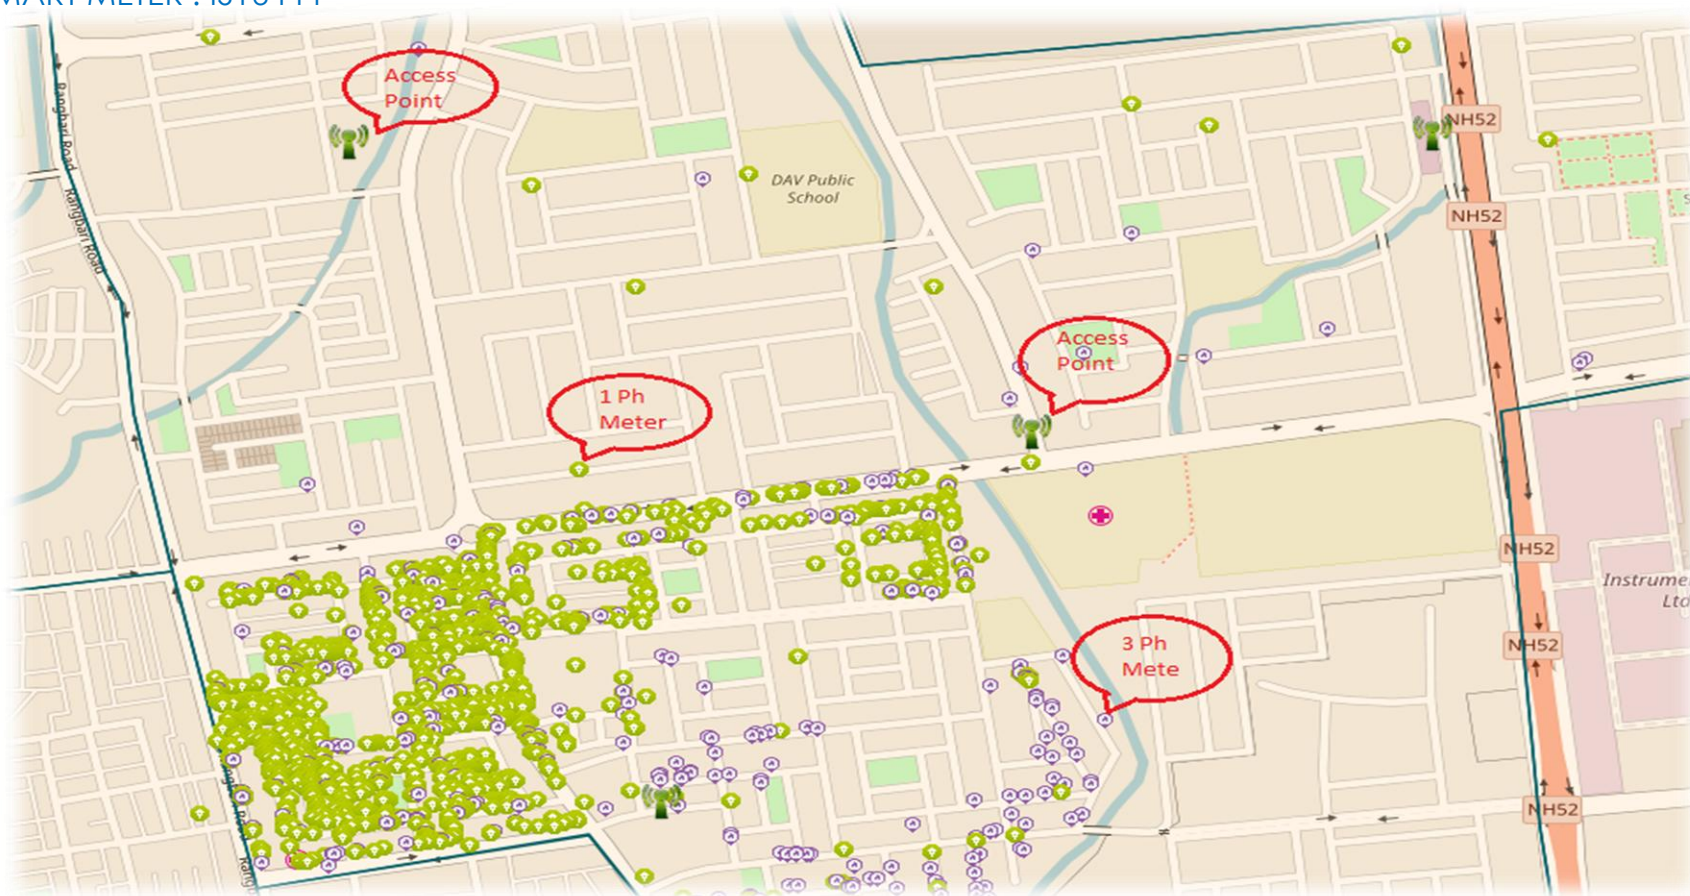 Access
Point
NH52
Rangbari Road
Rangbari Road
DAV Public
School
NH52
Access
Point
1 Ph
Meter
NH52
Instrume
Ltd
3 Ph
Mete
NH52
NH52